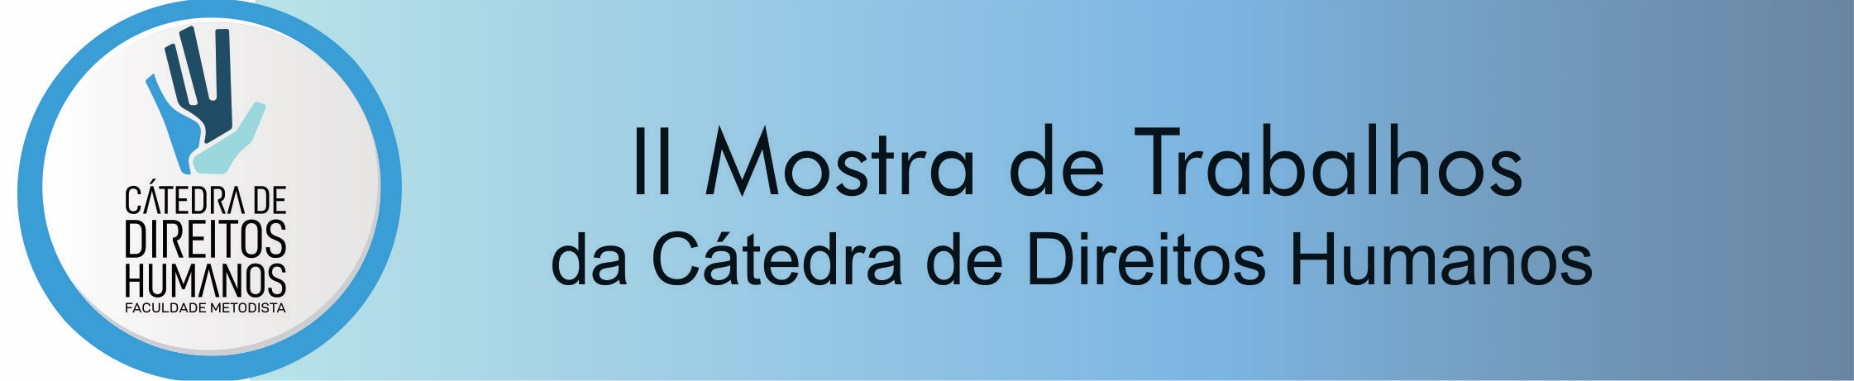 CÁTEDRA DE
DIREITOS
HUMANOS
FACULDADE METODISTA
II Mostra de Trabalhos
da Cátedra de Direitos Humanos